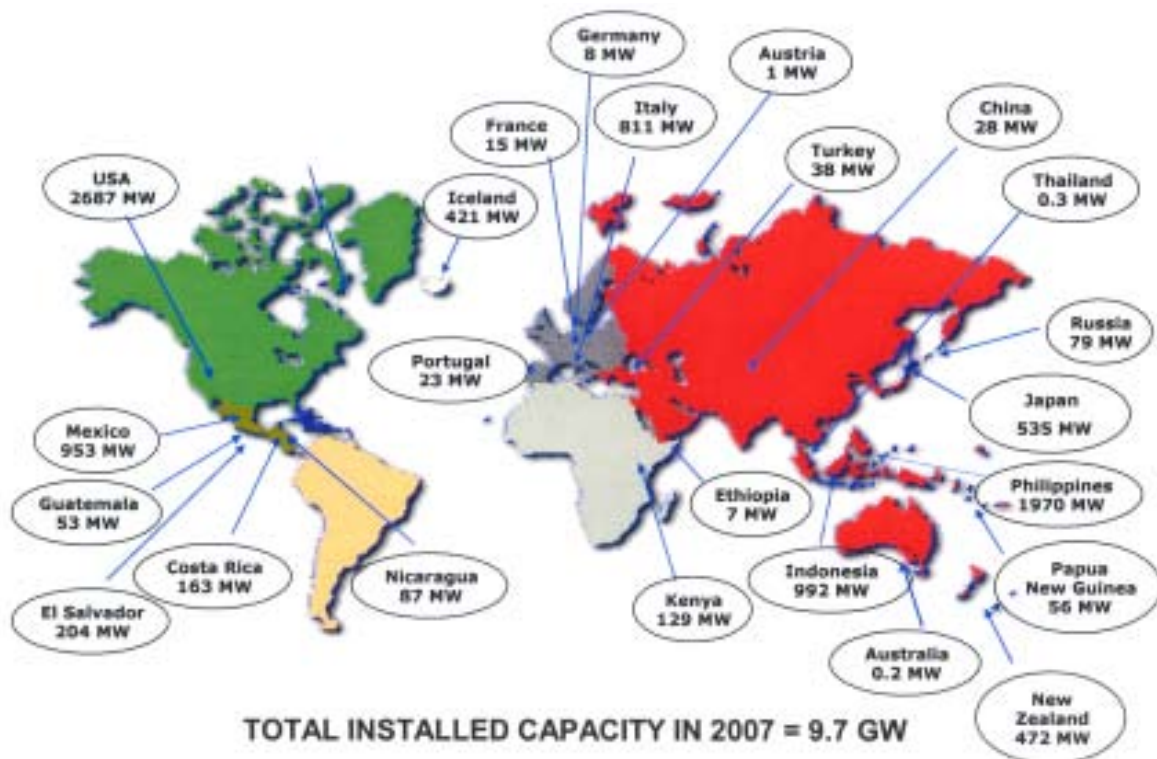 Germany
8 MW
Austria
1 MW
Italy
811 MW
China
28 MW
France
15 MW
Turkey
38 MW
USA
2687 MW
Iceland
421 MW
Thailand
0.3 MW
Russia
79 MW
Portugal
23 MW
Japan
535 MW
Mexico
953 MW
Philippines
1970 MW
Guatemala
53 MW
Ethiopia
7 MW
Costa Rica
163 MW
Nicaragua
87 MW
Indonesia
992 MW
Papua
New Guinea
56 MW
El Salvador
204 MW
Kenya
129 MW
Australia
0.2 MW
New
Zealand
472 MW
TOTAL INSTALLED CAPACITY IN 2007 = 9.7 GW